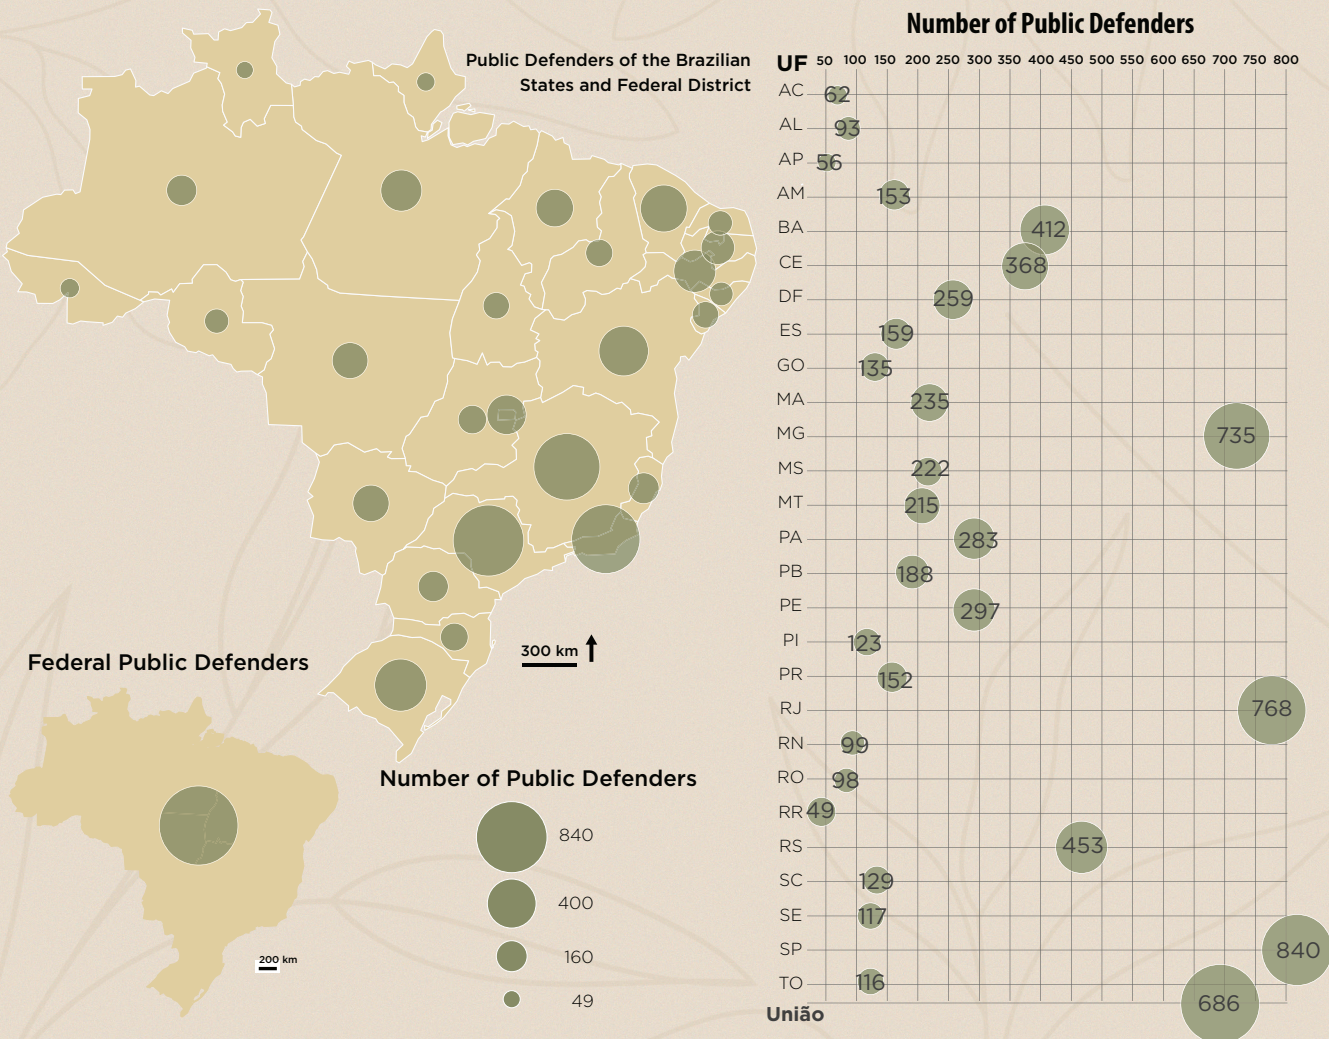 Public Defenders of the Brazilian
States and Federal District
300 km
Federal Public Defenders
200 km
Number of Public Defenders
840
400
160
49
Number of Public Defenders
UF 50 100 150 200 250 300 350 400 450 500 550 600 650 700 750 800
AC 62
AL 93
AP 56
AM 153
BA 412
CE 368
DF 259
ES 159
GO 135
MA 235
MG 735
MS 222
MT 215
PA 283
PB 188
PE 297
PI 123
PR 152
RJ 768
RN 99
RO 98
RR 49
RS 453
SC 129
SE 117
SP 840
TO 116
União 686